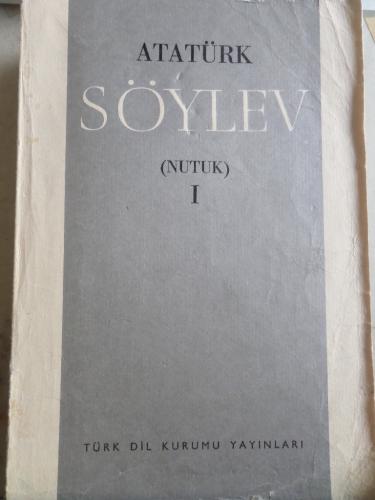 ATATÜRK
SÖYLEV
(NUTUK)
I
TÜRK DİL KURUMU YAYINLARI